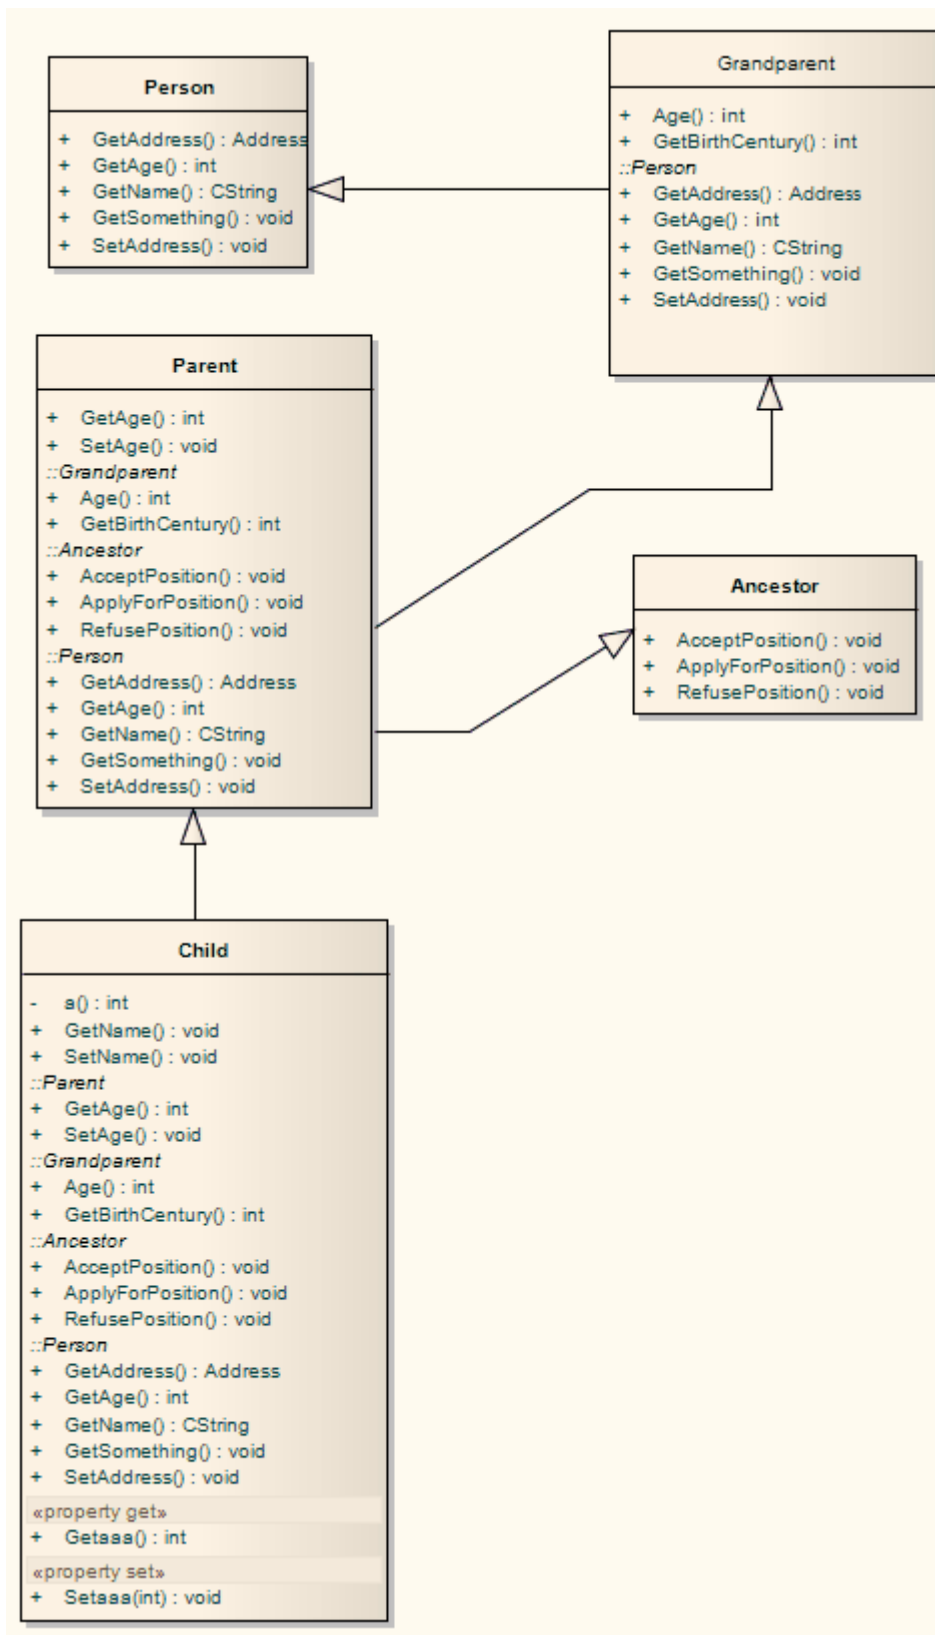 Person
+ GetAddress() : Address
+ GetAge() : int
+ GetName() : CString
+ GetSomething() : void
+ SetAddress() : void
Grandparent
+ Age() : int
+ GetBirthCentury() : int
::Person
+ GetAddress() : Address
+ GetAge() : int
+ GetName() : CString
+ GetSomething() : void
+ SetAddress() : void
Parent
+ GetAge() : int
+ SetAge() : void
::Grandparent
+ Age() : int
+ GetBirthCentury() : int
::Ancestor
+ AcceptPosition() : void
+ ApplyForPosition() : void
+ RefusePosition() : void
::Person
+ GetAddress() : Address
+ GetAge() : int
+ GetName() : CString
+ GetSomething() : void
+ SetAddress() : void
Ancestor
+ AcceptPosition() : void
+ ApplyForPosition() : void
+ RefusePosition() : void
Child
- a() : int
+ GetName() : void
+ SetName() : void
::Parent
+ GetAge() : int
+ SetAge() : void
::Grandparent
+ Age() : int
+ GetBirthCentury() : int
::Ancestor
+ AcceptPosition() : void
+ ApplyForPosition() : void
+ RefusePosition() : void
::Person
+ GetAddress() : Address
+ GetAge() : int
+ GetName() : CString
+ GetSomething() : void
+ SetAddress() : void
«property get»
+ Getaaa() : int
«property set»
+ Setaaa(int) : void